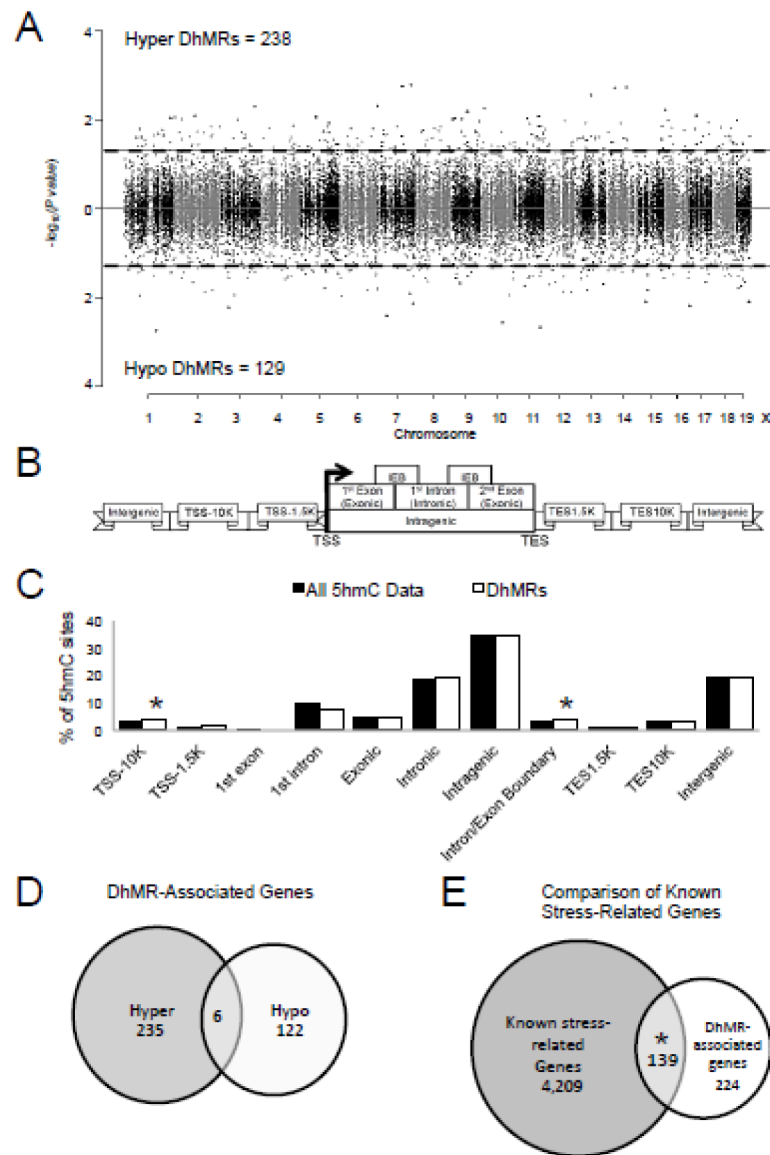 A
Hyper DhMRs = 238
4
2
0
2
4
-log₁₀(P value)
Hypo DhMRs = 129
1 2 3 4 5 6 7 8 9 10 11 12 13 14 15 16 17 18 19 X
Chromosome
B
IEB IEB
1st Exon (Exonic) 1st Intron (Intronic) 2nd Exon (Exonic)
Intergenic TSS-10K TSS-1.5K Intragenic TES1.5K TES10K Intergenic
TSS TES
C
All 5hmC Data DhMRs
% of 5hmC sites
40
30
20
10
0
* *
TSS-10K
TSS-1.5K
1st exon
1st intron
Exonic
Intronic
Intragenic
Intron/Exon Boundary
TES1.5K
TES10K
Intergenic
D
DhMR-Associated Genes
Hyper
235
6
Hypo
122
E
Comparison of Known
Stress-Related Genes
Known stress-
related
Genes
4,209
*
139
DhMR-
associated
genes
224